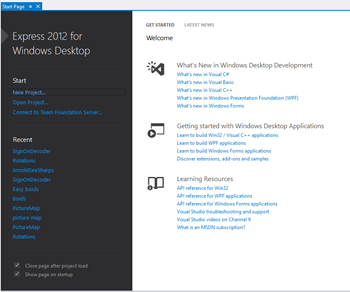 Start Page
Express 2012 for
Windows Desktop
Start
New Project...
Open Project...
Connect to Team Foundation Server...
Recent
SignOnDecoder
Rotations
ArnoldSeeSharps
SignOnDecoder
Easy boids
Boids
PictureMap
picture map
PictureMap
Rotations
Close page after project load
Show page on startup
GET STARTED LATEST NEWS
Welcome
What's New in Windows Desktop Development
What's new in Visual C#
What's new in Visual Basic
What's new in Visual C++
What's new in Windows Presentation Foundation (WPF)
What's new in Windows Forms
Getting started with Windows Desktop Applications
Learn to build Win32 / Visual C++ applications
Learn to build WPF applications
Learn to build Windows Forms applications
Discover extensions, add-ons and samples
Learning Resources
API reference for Win32
API reference for WPF applications
API reference for Windows Forms applications
Visual Studio troubleshooting and support
Visual Studio videos on Channel 9
What is an MSDN subscription?